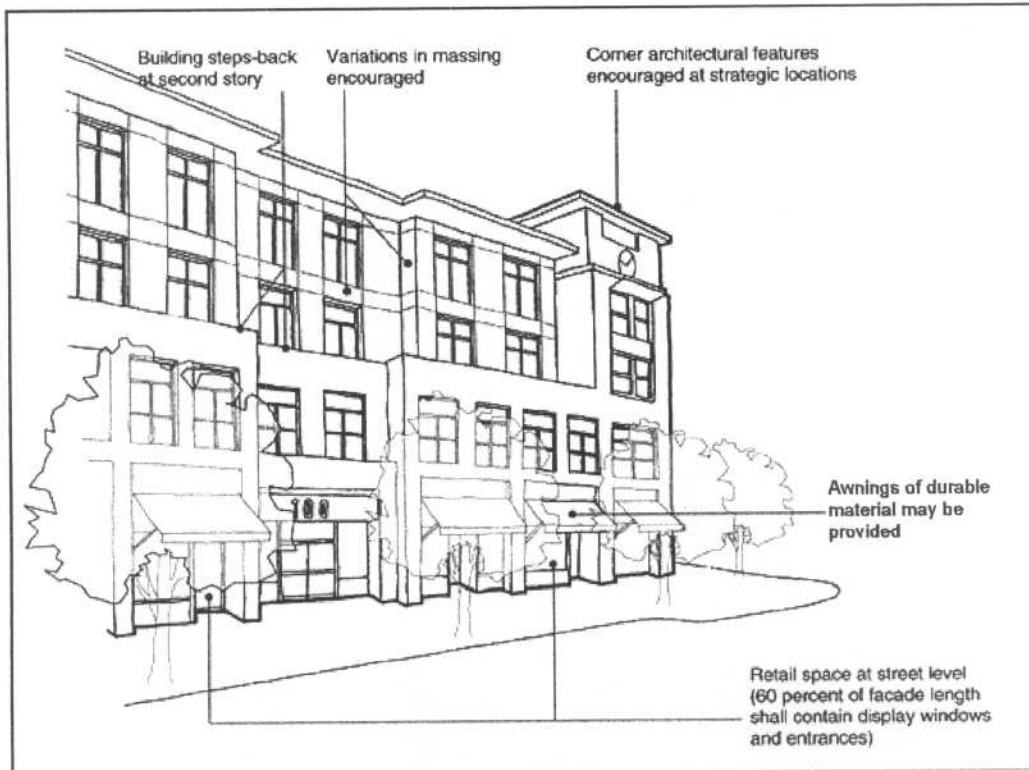 Building steps-back
at second story
Variations in massing
encouraged
Corner architectural features
encouraged at strategic locations
100
Awnings of durable
material may be
provided
Retail space at street level
(60 percent of facade length
shall contain display windows
and entrances)